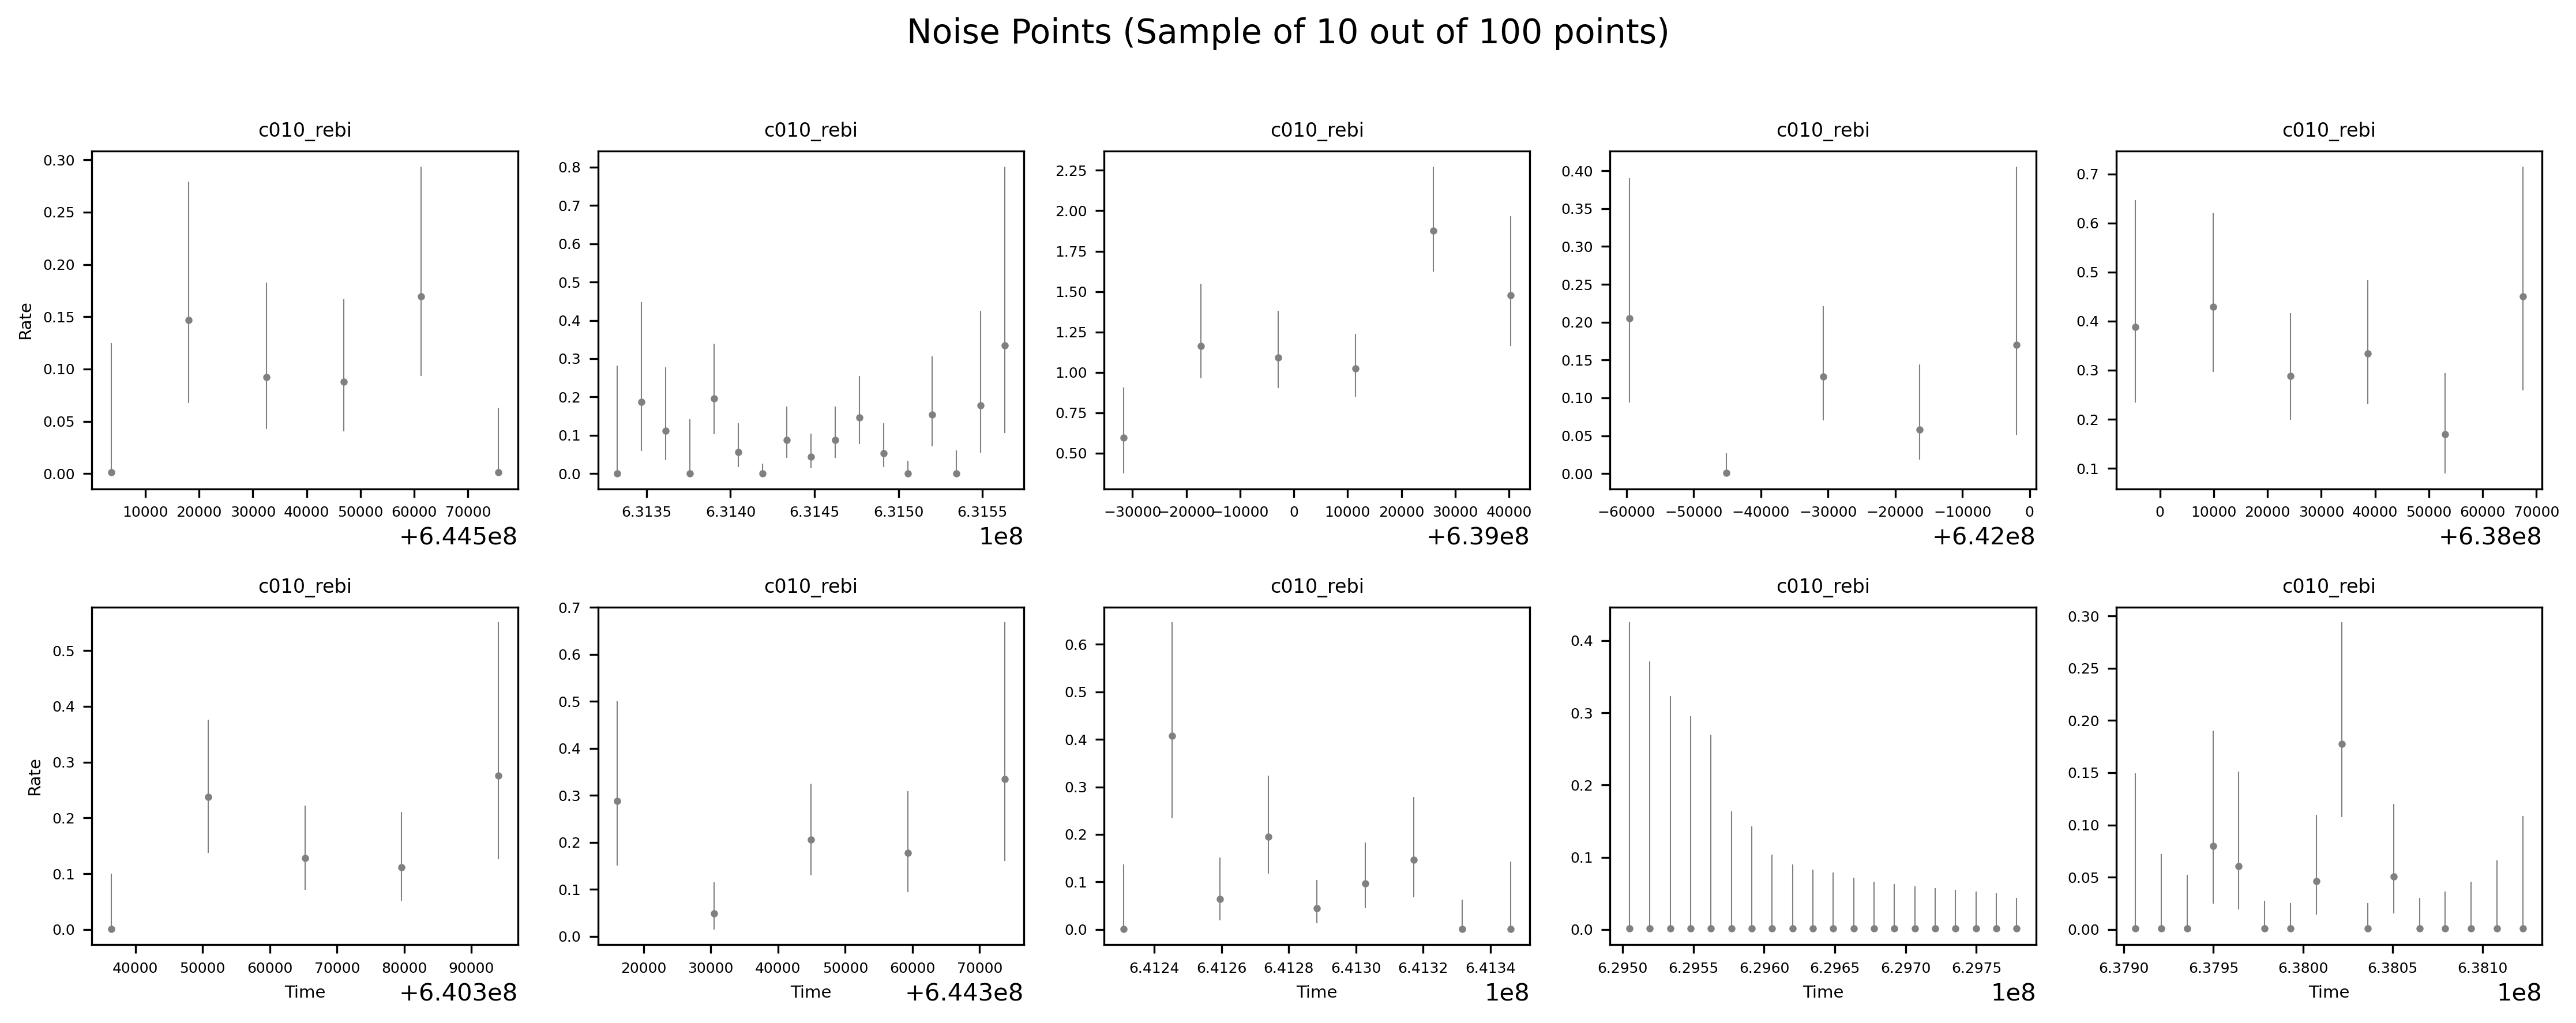 Noise Points (Sample of 10 out of 100 points)
c010_rebi c010_rebi c010_rebi c010_rebi c010_rebi
0.30 0.25 0.20 0.15 0.10 0.05 0.00
Rate
10000 20000 30000 40000 50000 60000 70000
+6.445e8
0.8 0.7 0.6 0.5 0.4 0.3 0.2 0.1 0.0
6.3135 6.3140 6.3145 6.3150 6.3155
1e8
2.25 2.00 1.75 1.50 1.25 1.00 0.75 0.50
−30000 −20000 −10000 0 10000 20000 30000 40000
+6.39e8
0.40 0.35 0.30 0.25 0.20 0.15 0.10 0.05 0.00
−60000 −50000 −40000 −30000 −20000 −10000 0
+6.42e8
0.7 0.6 0.5 0.4 0.3 0.2 0.1
0 10000 20000 30000 40000 50000 60000 70000
+6.38e8
c010_rebi c010_rebi c010_rebi c010_rebi c010_rebi
0.5 0.4 0.3 0.2 0.1 0.0
Rate
40000 50000 60000 70000 80000 90000
Time
+6.403e8
0.7 0.6 0.5 0.4 0.3 0.2 0.1 0.0
20000 30000 40000 50000 60000 70000
Time
+6.443e8
0.6 0.5 0.4 0.3 0.2 0.1 0.0
6.4124 6.4126 6.4128 6.4130 6.4132 6.4134
Time
1e8
0.4 0.3 0.2 0.1 0.0
6.2950 6.2955 6.2960 6.2965 6.2970 6.2975
Time
1e8
0.30 0.25 0.20 0.15 0.10 0.05 0.00
6.3790 6.3795 6.3800 6.3805 6.3810
Time
1e8